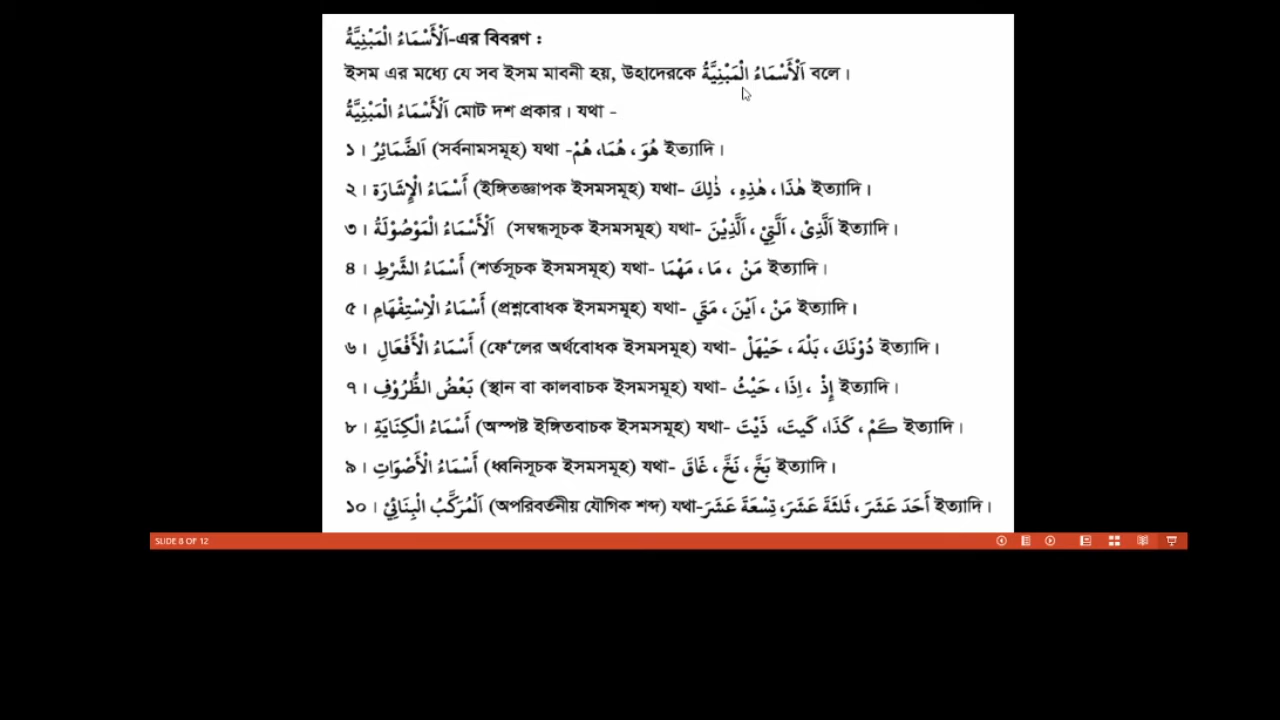 اَلْأَسْمَاءُ الْمَبْنِيَّةُ-এর বিবরণ :
ইসম এর মধ্যে যে সব ইসম মাবনী হয়, উহাদেরকে اَلْأَسْمَاءُ الْمَبْنِيَّةُ বলে।
اَلْأَسْمَاءُ الْمَبْنِيَّةُ মোট দশ প্রকার। যথা -
১। اَلضَّمَائِرُ (সর্বনামসমূহ) যথা -هُوَ ، هُمَا، هُمْ ইত্যাদি।
২। أَسْمَاءُ الْإِشَارَة (ইঙ্গিতজ্ঞাপক ইসমসমূহ) যথা- هٰذَا ، هٰذِهِ ، ذٰلِكَ ইত্যাদি।
৩। اَلْأَسْمَاءُ الْمَوْصُوْلَةُ (সম্বন্ধসূচক ইসমসমূহ) যথা- اَلَّذِىْ ، اَلَّتِيْ ، اَلَّذِيْنَ ইত্যাদি।
৪। أَسْمَاءُ الشَّرْطِ (শর্তসূচক ইসমসমূহ) যথা- مَنْ ، مَا ، مَهْمَا ইত্যাদি।
৫। أَسْمَاءُ الْاِسْتِفْهَامِ (প্রশ্নবোধক ইসমসমূহ) যথা- مَنْ ، اَيْنَ ، مَتَي ইত্যাদি।
৬। أَسْمَاءُ الْأَفْعَالِ (ফে‘লের অর্থবোধক ইসমসমূহ) যথা- دُوْنَكَ ، بَلْهَ ، حَيْهَلْ ইত্যাদি।
৭। بَعْضُ الظُّرُوْفِ (স্থান বা কালবাচক ইসমসমূহ) যথা- إِذْ ، اِذَا ، حَيْثُ ইত্যাদি।
৮। أَسْمَاءُ الْكِنَايَةِ (অস্পষ্ট ইঙ্গিতবাচক ইসমসমূহ) যথা- كَمْ ، كَذَا، كَيتَ، ذَيْتَ ইত্যাদি।
৯। أَسْمَاءُ الْأَصْوَاتِ (ধ্বনিসূচক ইসমসমূহ) যথা- بَخَّ ، نَخَّ ، غَاقَ ইত্যাদি।
১০। اَلْمُرَكَّبُ الْبِنَائِيْ (অপরিবর্তনীয় যৌগিক শব্দ) যথা-أَحَدَ عَشَرَ ، ثَلثَةَ عَشَرَ، تِسْعَةَ عَشَرَ ইত্যাদি।
SLIDE 8 OF 12